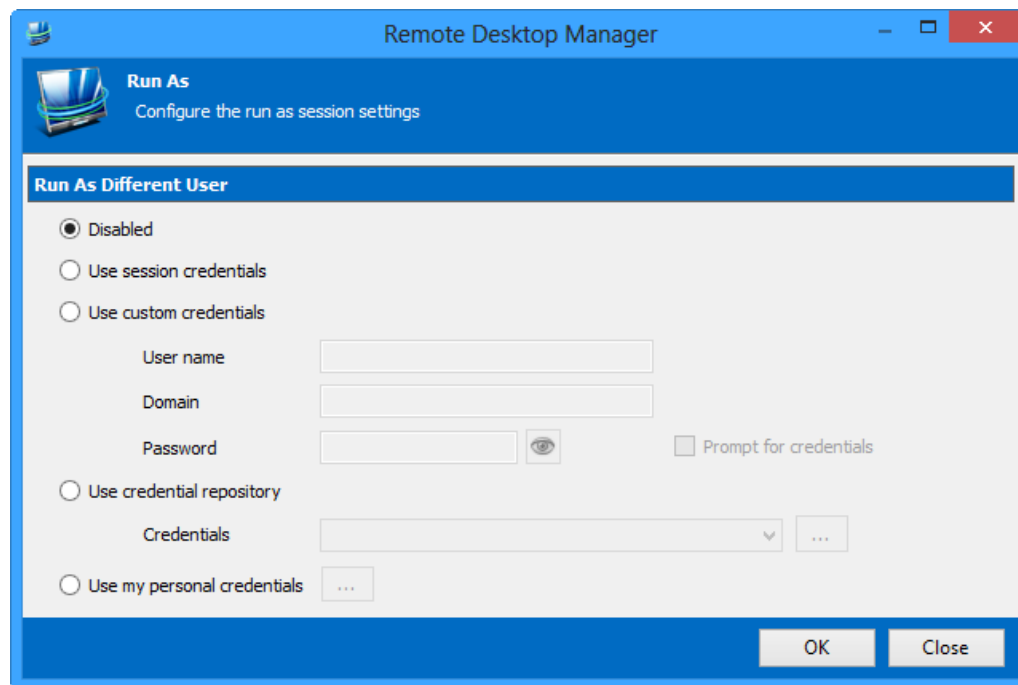 Remote Desktop Manager
Run As
Configure the run as session settings
Run As Different User
Disabled
Use session credentials
Use custom credentials
User name
Domain
Password
Prompt for credentials
Use credential repository
Credentials
...
Use my personal credentials
...
OK
Close